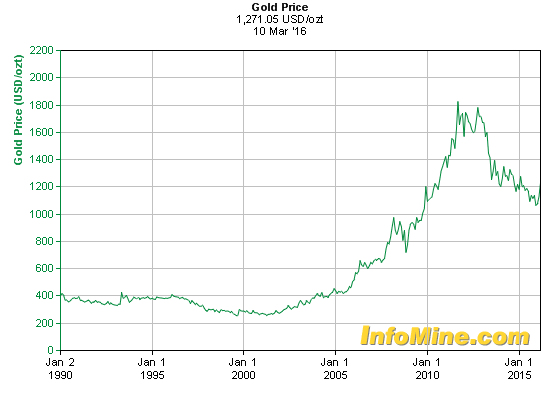 Gold Price
1,271.05 USD/ozt
10 Mar '16
Gold Price (USD/ozt)
2200
2000
1800
1600
1400
1200
1000
800
600
400
200
0
InfoMine.com
Jan 2 1990
Jan 1 1995
Jan 1 2000
Jan 1 2005
Jan 1 2010
Jan 1 2015